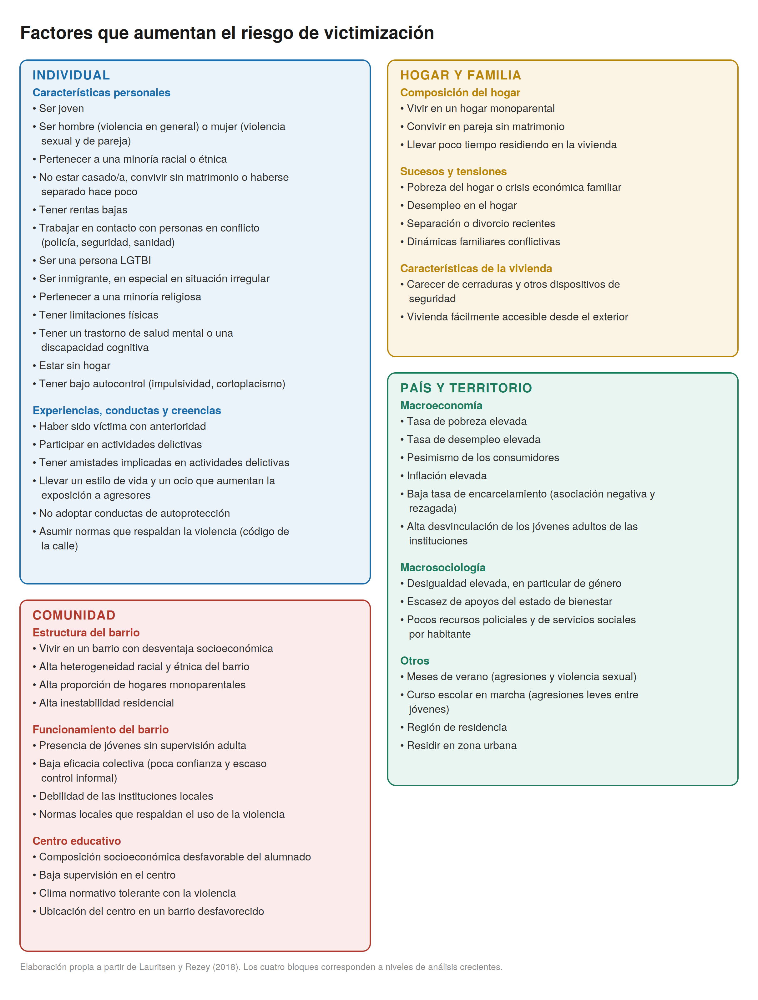 Factores que aumentan el riesgo de victimización
INDIVIDUAL
Características personales
• Ser joven
• Ser hombre (violencia en general) o mujer (violencia
sexual y de pareja)
• Pertenecer a una minoría racial o étnica
• No estar casado/a, convivir sin matrimonio o haberse
separado hace poco
• Tener rentas bajas
• Trabajar en contacto con personas en conflicto
(policía, seguridad, sanidad)
• Ser una persona LGTBI
• Ser inmigrante, en especial en situación irregular
• Pertenecer a una minoría religiosa
• Tener limitaciones físicas
• Tener un trastorno de salud mental o una
discapacidad cognitiva
• Estar sin hogar
• Tener bajo autocontrol (impulsividad, cortoplacismo)
Experiencias, conductas y creencias
• Haber sido víctima con anterioridad
• Participar en actividades delictivas
• Tener amistades implicadas en actividades delictivas
• Llevar un estilo de vida y un ocio que aumentan la
exposición a agresores
• No adoptar conductas de autoprotección
• Asumir normas que respaldan la violencia (código de
la calle)
COMUNIDAD
Estructura del barrio
• Vivir en un barrio con desventaja socioeconómica
• Alta heterogeneidad racial y étnica del barrio
• Alta proporción de hogares monoparentales
• Alta inestabilidad residencial
Funcionamiento del barrio
• Presencia de jóvenes sin supervisión adulta
• Baja eficacia colectiva (poca confianza y escaso
control informal)
• Debilidad de las instituciones locales
• Normas locales que respaldan el uso de la violencia
Centro educativo
• Composición socioeconómica desfavorable del alumnado
• Baja supervisión en el centro
• Clima normativo tolerante con la violencia
• Ubicación del centro en un barrio desfavorecido
HOGAR Y FAMILIA
Composición del hogar
• Vivir en un hogar monoparental
• Convivir en pareja sin matrimonio
• Llevar poco tiempo residiendo en la vivienda
Sucesos y tensiones
• Pobreza del hogar o crisis económica familiar
• Desempleo en el hogar
• Separación o divorcio recientes
• Dinámicas familiares conflictivas
Características de la vivienda
• Carecer de cerraduras y otros dispositivos de
seguridad
• Vivienda fácilmente accesible desde el exterior
PAÍS Y TERRITORIO
Macroeconomía
• Tasa de pobreza elevada
• Tasa de desempleo elevada
• Pesimismo de los consumidores
• Inflación elevada
• Baja tasa de encarcelamiento (asociación negativa y
rezagada)
• Alta desvinculación de los jóvenes adultos de las
instituciones
Macrosociología
• Desigualdad elevada, en particular de género
• Escasez de apoyos del estado de bienestar
• Pocos recursos policiales y de servicios sociales
por habitante
Otros
• Meses de verano (agresiones y violencia sexual)
• Curso escolar en marcha (agresiones leves entre
jóvenes)
• Región de residencia
• Residir en zona urbana
Elaboración propia a partir de Lauritsen y Rezey (2018). Los cuatro bloques corresponden a niveles de análisis crecientes.